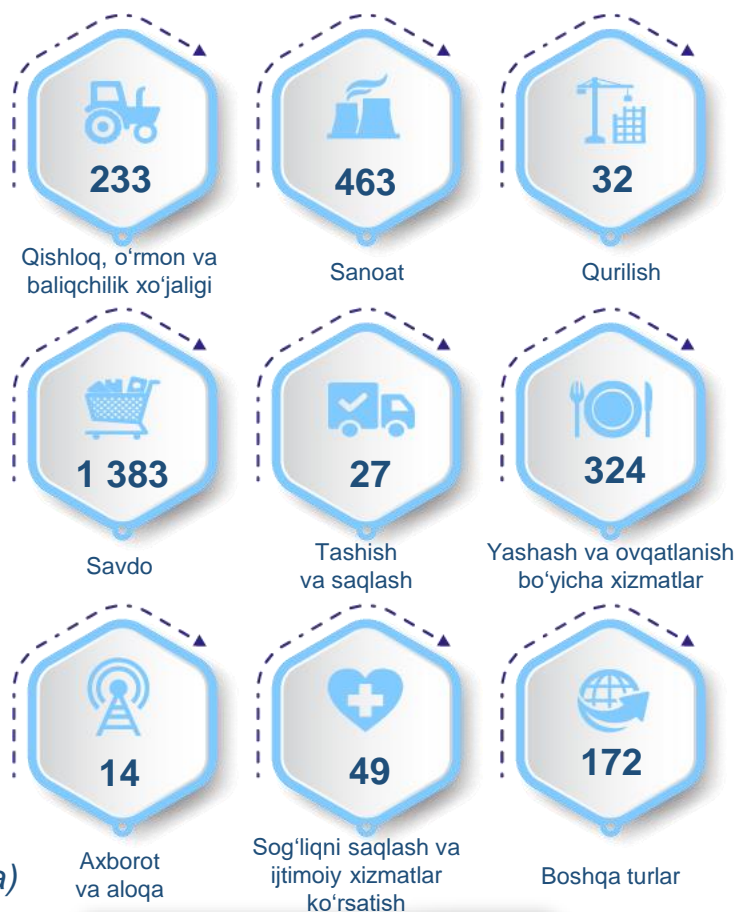 233
Qishloq, o‘rmon va
baliqchilik xo‘jaligi
463
Sanoat
32
Qurilish
1 383
Savdo
27
Tashish
va saqlash
324
Yashash va ovqatlanish
bo‘yicha xizmatlar
14
Axborot
va aloqa
49
Sog‘liqni saqlash va
ijtimoiy xizmatlar
ko‘rsatish
172
Boshqa turlar